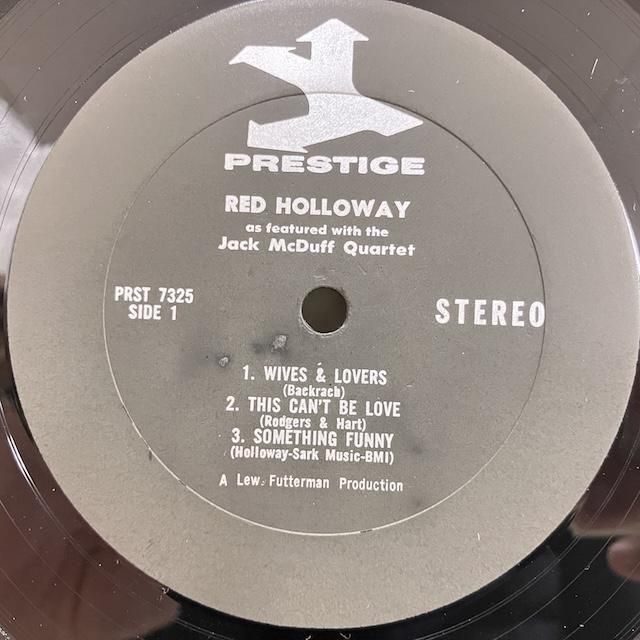 PRESTIGE
RED HOLLOWAY
as featured with the
Jack McDuff Quartet
PRST 7325
SIDE 1
STEREO
1. WIVES & LOVERS
(Backrach)
2. THIS CAN'T BE LOVE
(Rodgers & Hart)
3. SOMETHING FUNNY
(Holloway-Sark Music-BMI)
A Lew Futterman Production